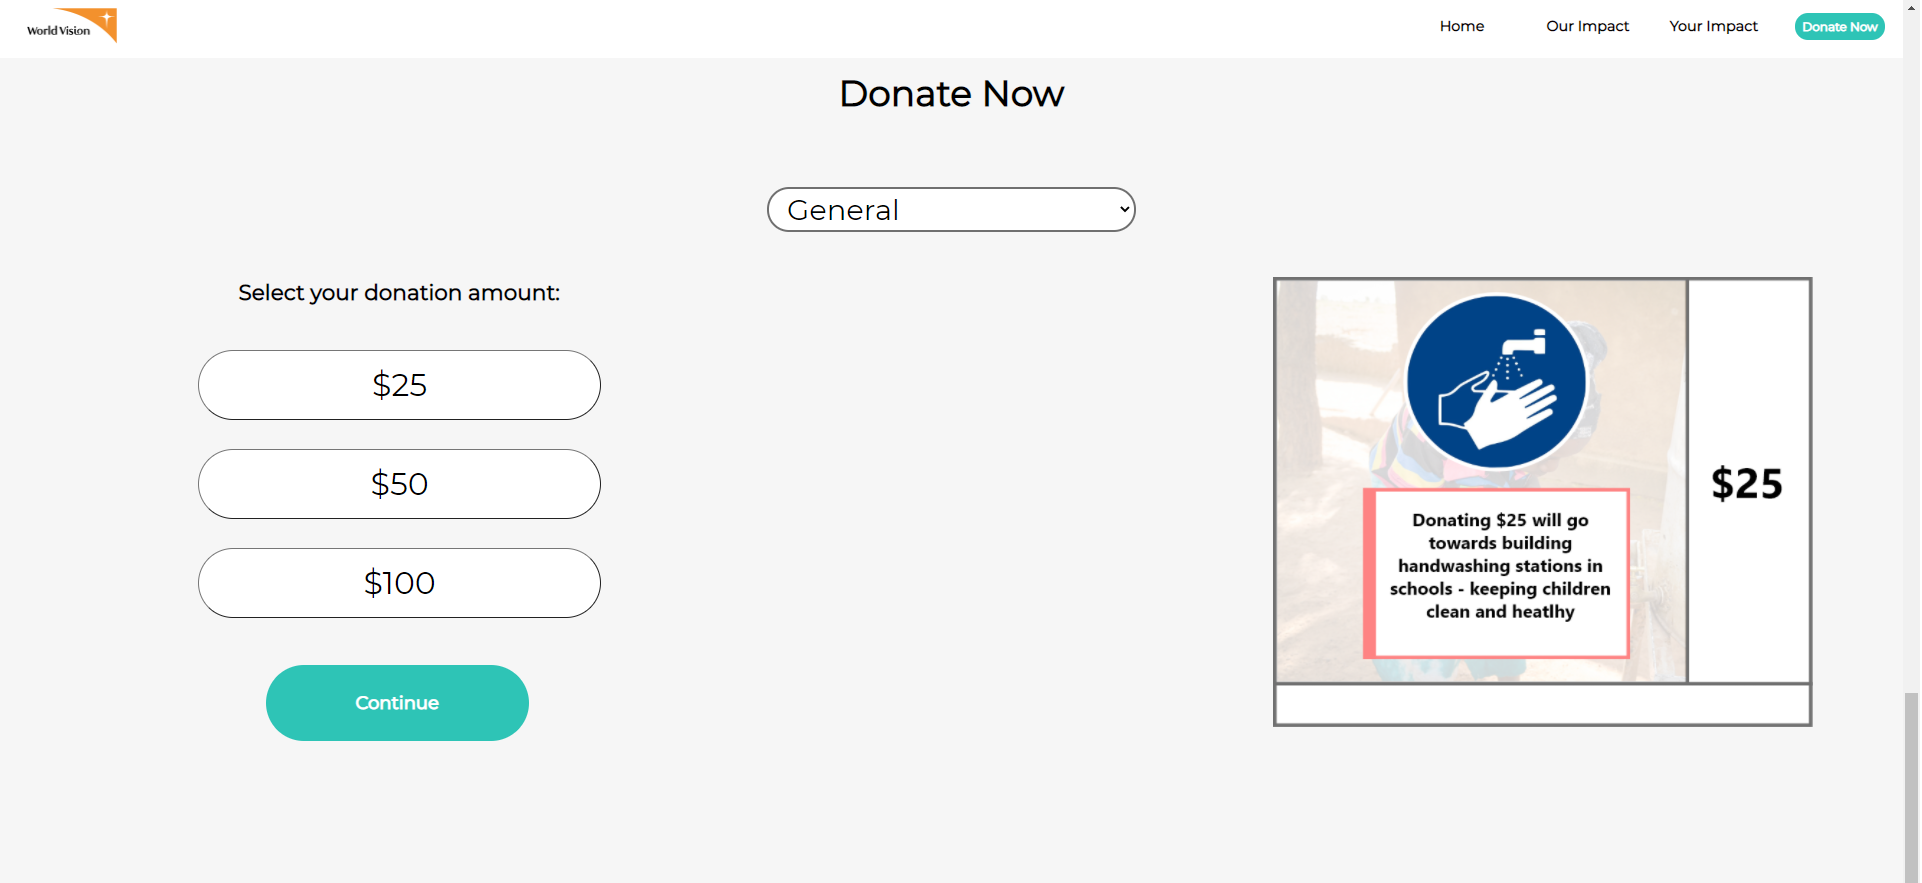 World Vision
Home
Our Impact
Your Impact
Donate Now
Donate Now
General
Select your donation amount:
$25
$50
$100
Continue
Donating $25 will go
towards building
handwashing stations in
schools - keeping children
clean and heatlhy
$25